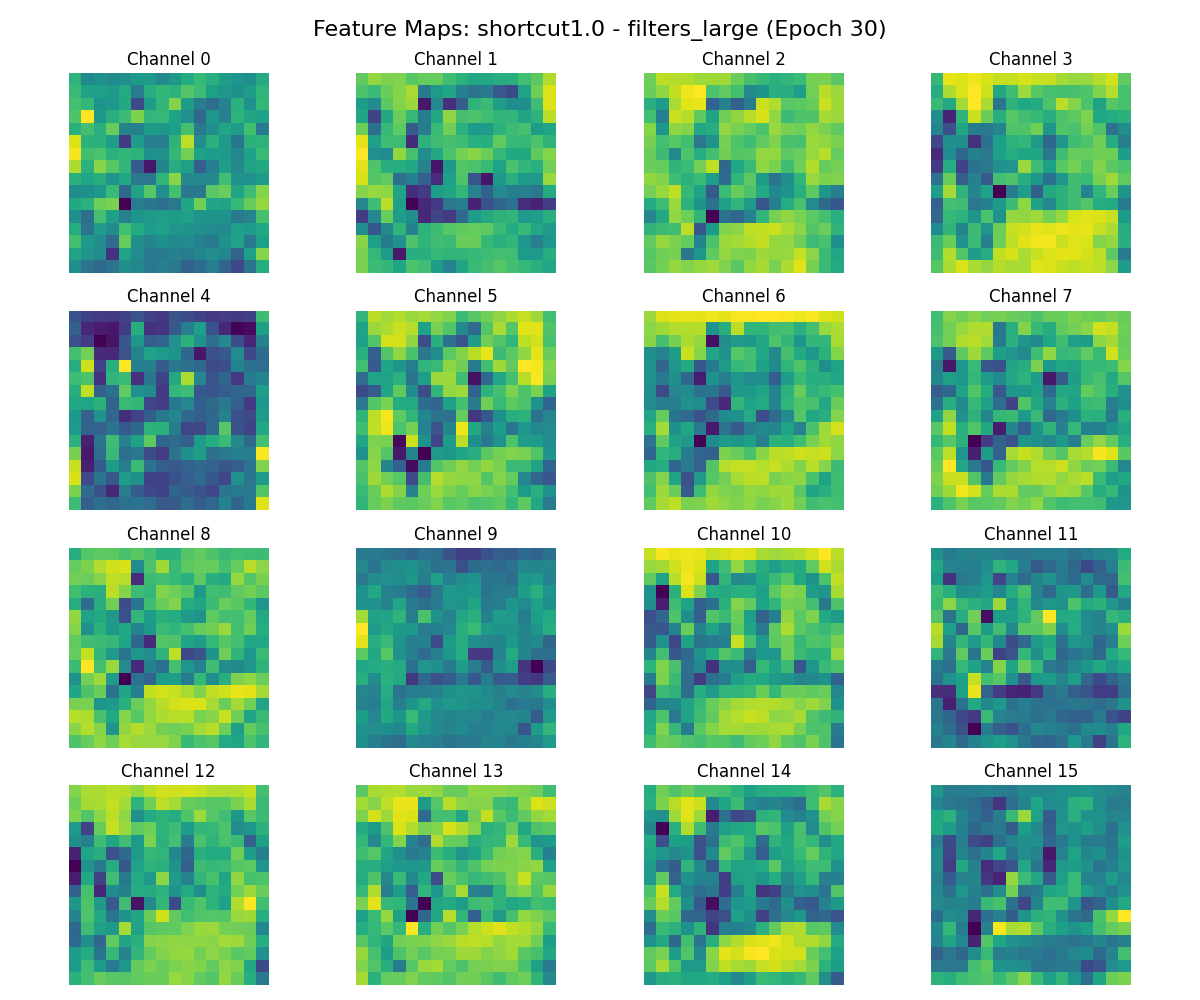 Feature Maps: shortcut1.0 - filters_large (Epoch 30)
Channel 0
Channel 1
Channel 2
Channel 3
Channel 4
Channel 5
Channel 6
Channel 7
Channel 8
Channel 9
Channel 10
Channel 11
Channel 12
Channel 13
Channel 14
Channel 15